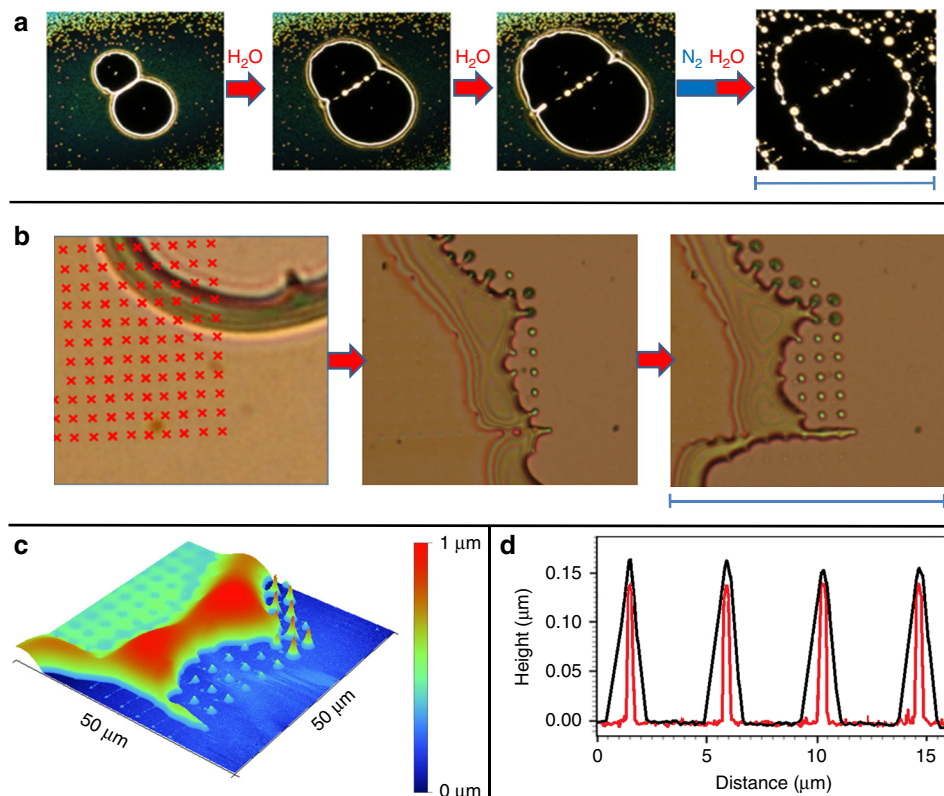 a
H₂O
H₂O
N₂ H₂O
b
c
1 μm
50 μm
50 μm
0 μm
d
Height (μm)
0.15
0.10
0.05
0.00
0
5
10
15
Distance (μm)